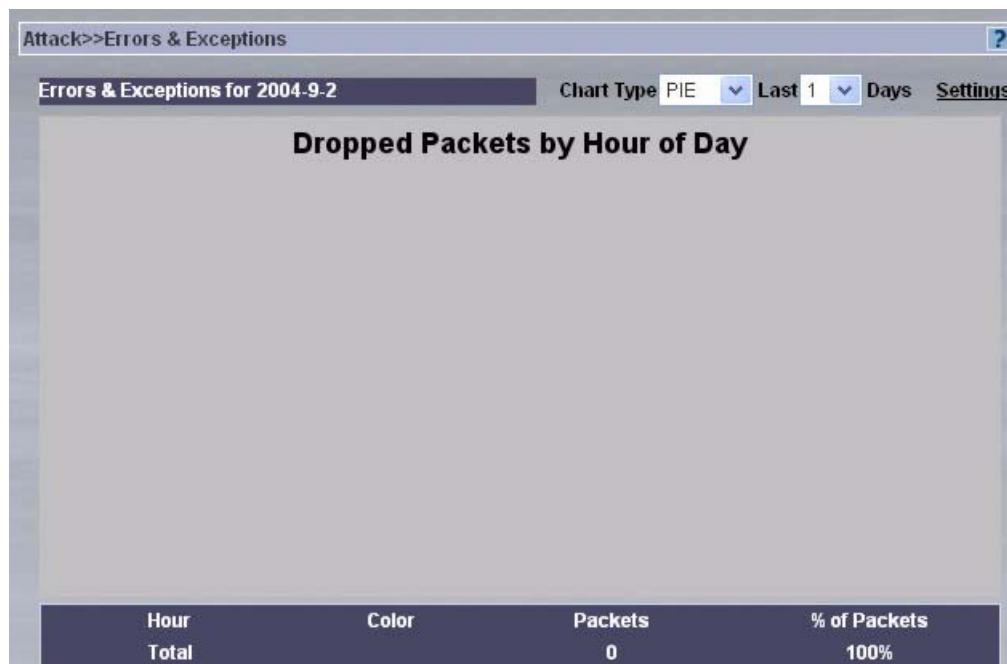 Attack>>Errors & Exceptions ?
Errors & Exceptions for 2004-9-2 Chart Type PIE Last 1 Days Settings
Dropped Packets by Hour of Day
Hour Color Packets % of Packets
Total 0 100%